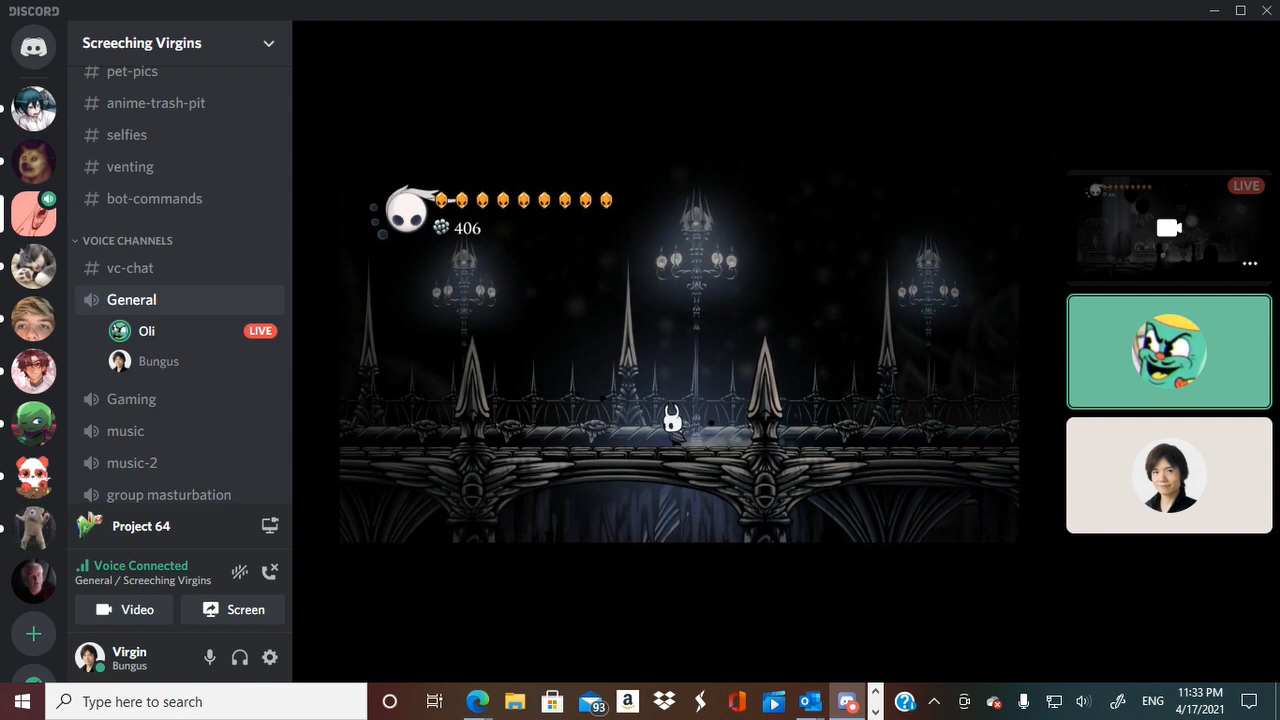 DISCORD
Screeching Virgins
# pet-pics
# anime-trash-pit
# selfies
# venting
# bot-commands
VOICE CHANNELS
# vc-chat
General
Oli LIVE
Bungus
Gaming
music
music-2
group masturbation
Project 64
Voice Connected
General / Screeching Virgins
Video
Screen
Virgin
Bungus
406
LIVE
Type here to search
93
a
ENG
11:33 PM
4/17/2021